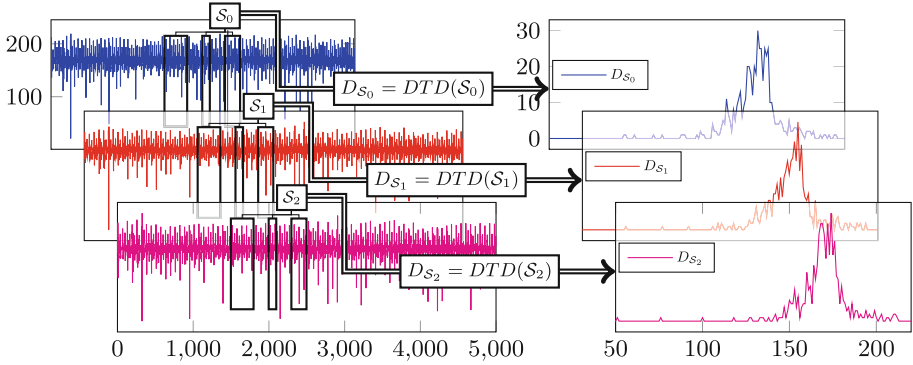 𝒮₀
200
100
D𝒮₀ = DTD(𝒮₀)
30
20
10
0
D𝒮₀
𝒮₁
D𝒮₁ = DTD(𝒮₁)
D𝒮₁
𝒮₂
D𝒮₂ = DTD(𝒮₂)
D𝒮₂
0 1,000 2,000 3,000 4,000 5,000
50 100 150 200